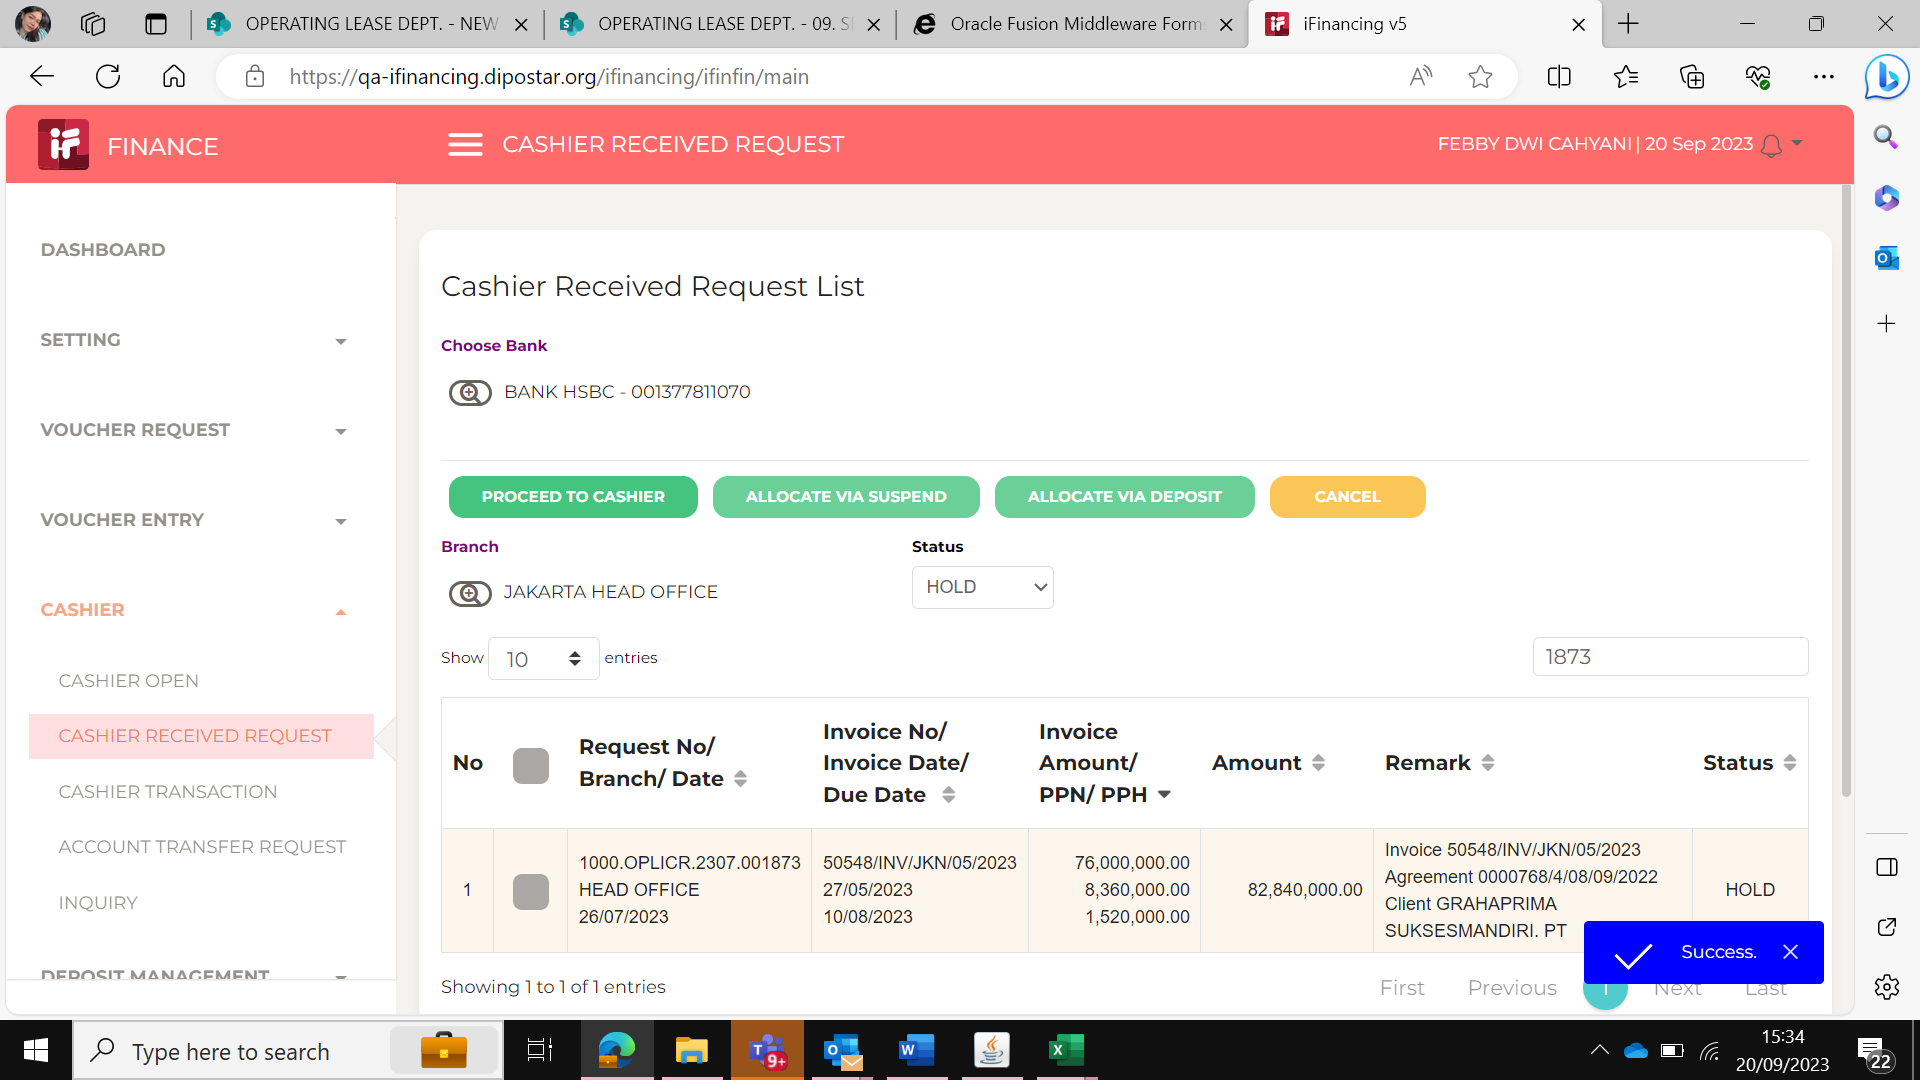 OPERATING LEASE DEPT. - NEW
OPERATING LEASE DEPT. - 09. S
Oracle Fusion Middleware Forms
iFinancing v5
https://qa-ifinancing.dipostar.org/ifinancing/ifinfin/main
iF
FINANCE
CASHIER RECEIVED REQUEST
FEBBY DWI CAHYANI | 20 Sep 2023
DASHBOARD
SETTING
VOUCHER REQUEST
VOUCHER ENTRY
CASHIER
CASHIER OPEN
CASHIER RECEIVED REQUEST
CASHIER TRANSACTION
ACCOUNT TRANSFER REQUEST
INQUIRY
DEPOSIT MANAGEMENT
Cashier Received Request List
Choose Bank
BANK HSBC - 001377811070
PROCEED TO CASHIER
ALLOCATE VIA SUSPEND
ALLOCATE VIA DEPOSIT
CANCEL
Branch
Status
JAKARTA HEAD OFFICE
HOLD
Show 10 entries
1873
No
Request No/
Branch/ Date
Invoice No/
Invoice Date/
Due Date
Invoice
Amount/
PPN/ PPH
Amount
Remark
Status
1
1000.OPLICR.2307.001873
HEAD OFFICE
26/07/2023
50548/INV/JKN/05/2023
27/05/2023
10/08/2023
76,000,000.00
8,360,000.00
1,520,000.00
82,840,000.00
Invoice 50548/INV/JKN/05/2023
Agreement 0000768/4/08/09/2022
Client GRAHAPRIMA
SUKSESMANDIRI. PT
HOLD
Success.
Showing 1 to 1 of 1 entries
First
Previous
1
Next
Last
Type here to search
9+
15:34
20/09/2023
22